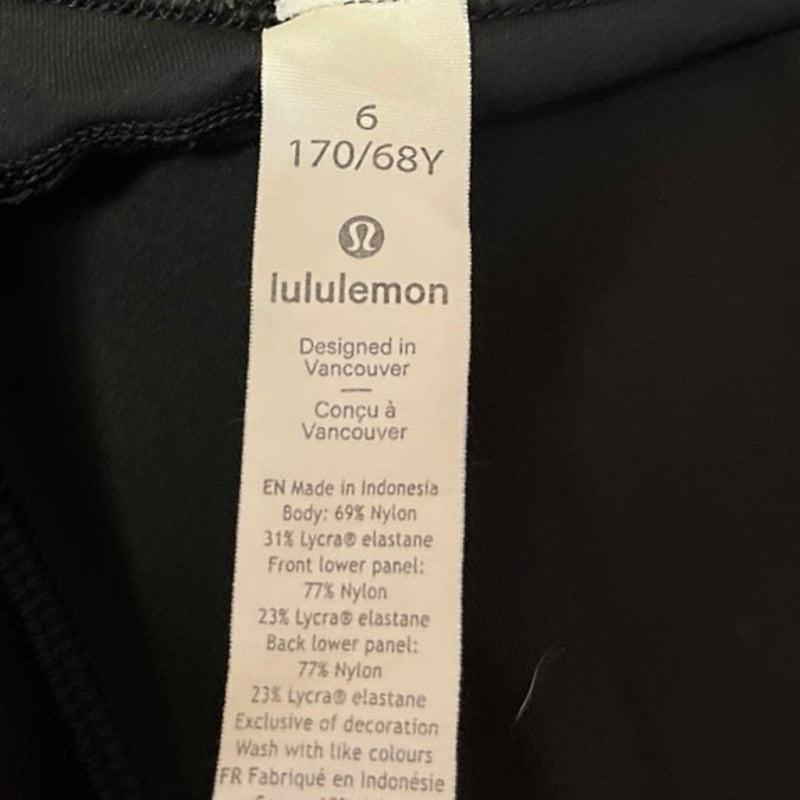 6
170/68Y
lululemon
Designed in
Vancouver
Conçu à
Vancouver
EN Made in Indonesia
Body: 69% Nylon
31% Lycra® elastane
Front lower panel:
77% Nylon
23% Lycra® elastane
Back lower panel:
77% Nylon
23% Lycra® elastane
Exclusive of decoration
Wash with like colours
FR Fabriqué en Indonésie